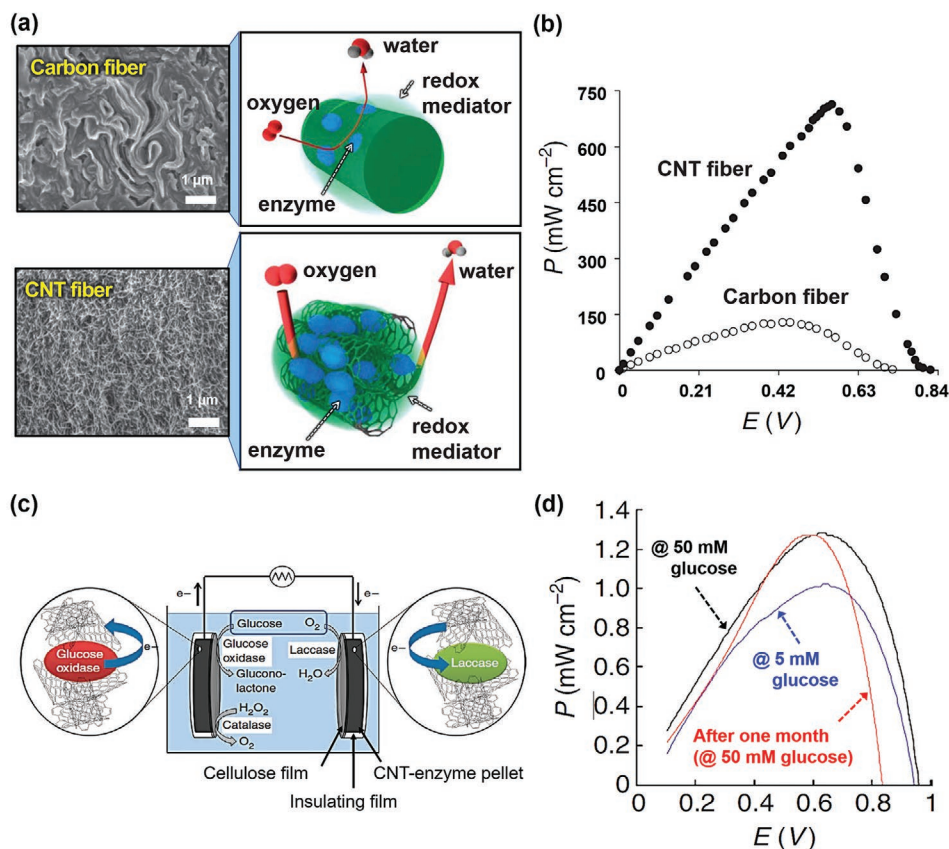 (a)
Carbon fiber
1 µm
water
redox
mediator
oxygen
enzyme
CNT fiber
1 µm
oxygen
water
enzyme
redox
mediator
(b)
750
600
450
300
150
0
P (mW cm−2)
CNT fiber
Carbon fiber
0
0.21
0.42
0.63
0.84
E (V)
(c)
e−
e−
Glucose
oxidase
e−
Glucose
O2
Glucose
oxidase
Laccase
Glucono-
lactone
H2O
H2O2
Catalase
O2
e−
Laccase
Cellulose film
CNT-enzyme pellet
Insulating film
(d)
1.4
1.2
1.0
0.8
0.6
0.4
0.2
0
P (mW cm−2)
@ 50 mM
glucose
@ 5 mM
glucose
After one month
(@ 50 mM glucose)
0
0.2
0.4
0.6
0.8
1
E (V)